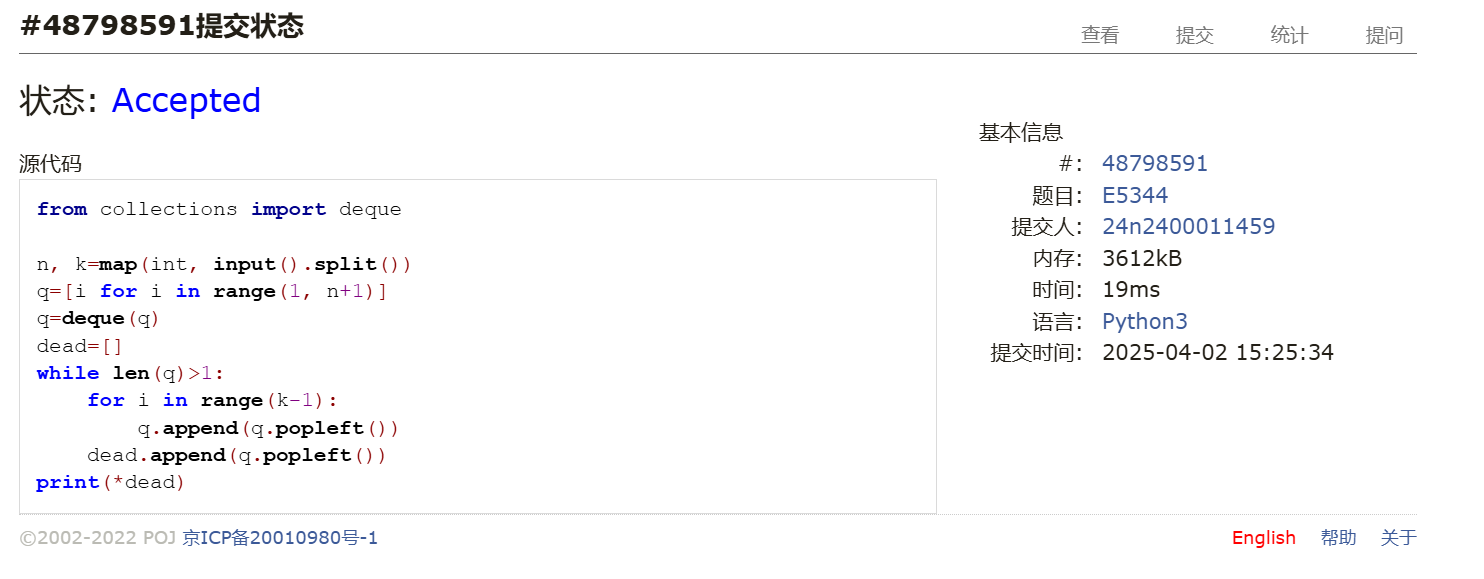 #48798591提交状态
查看 提交 统计 提问
状态: Accepted
源代码
from collections import deque
n, k=map(int, input().split())
q=[i for i in range(1, n+1)]
q=deque(q)
dead=[]
while len(q)>1:
    for i in range(k-1):
        q.append(q.popleft())
    dead.append(q.popleft())
print(*dead)
基本信息
#: 48798591
题目: E5344
提交人: 24n2400011459
内存: 3612kB
时间: 19ms
语言: Python3
提交时间: 2025-04-02 15:25:34
©2002-2022 POJ 京ICP备20010980号-1
English 帮助 关于